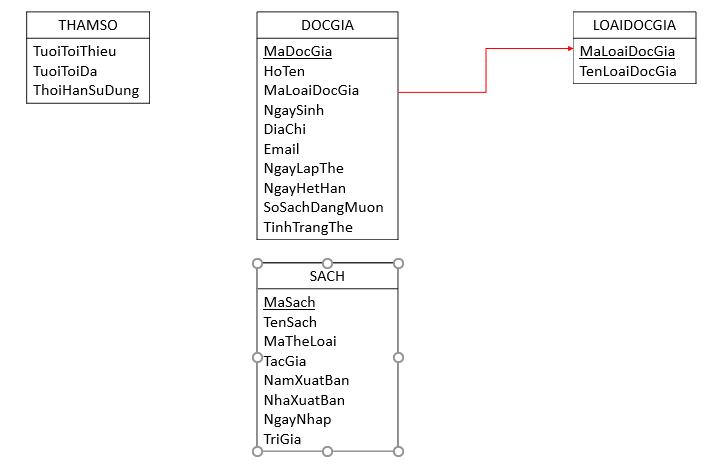 THAMSO
TuoiToiThieu
TuoiToiDa
ThoiHanSuDung
DOCGIA
MaDocGia
HoTen
MaLoaiDocGia
NgaySinh
DiaChi
Email
NgayLapThe
NgayHetHan
SoSachDangMuon
TinhTrangThe
LOAIDOCGIA
MaLoaiDocGia
TenLoaiDocGia
SACH
MaSach
TenSach
MaTheLoai
TacGia
NamXuatBan
NhaXuatBan
NgayNhap
TriGia